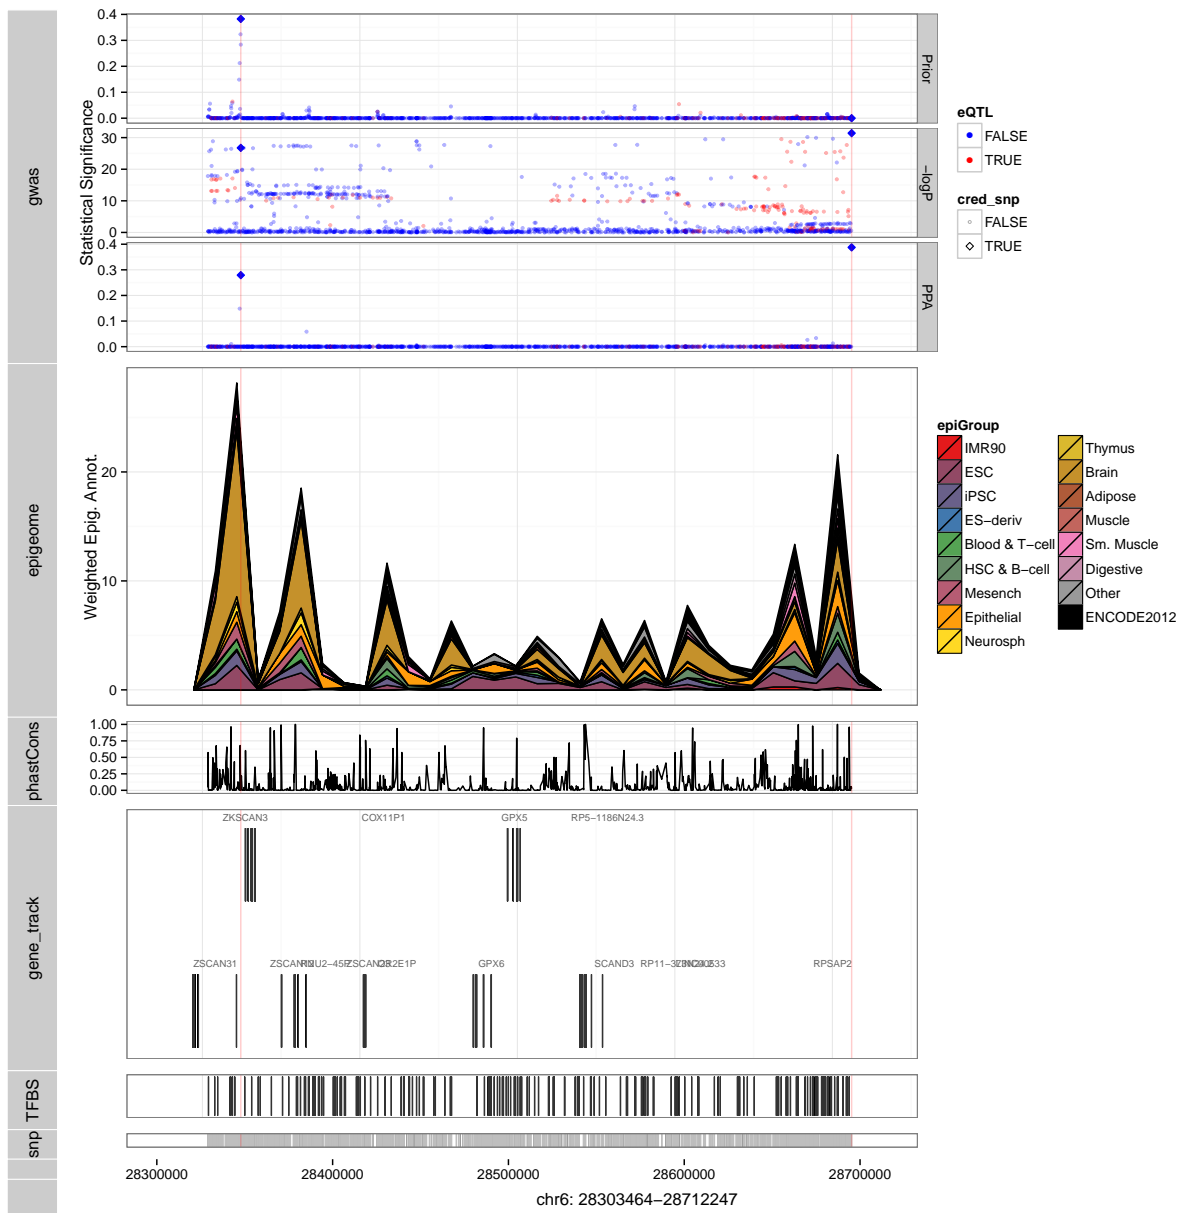 gwas
Statistical Significance
0.4
0.3
0.2
0.1
0.0
Prior
30
20
10
0
-logP
0.4
0.3
0.2
0.1
0.0
PPA
eQTL
FALSE
TRUE
cred_snp
FALSE
TRUE
epigeome
Weighted Epig. Annot.
20
10
0
epiGroup
IMR90
ESC
iPSC
ES-deriv
Blood & T-cell
HSC & B-cell
Mesench
Epithelial
Neurosph
Thymus
Brain
Adipose
Muscle
Sm. Muscle
Digestive
Other
ENCODE2012
phastCons
1.00
0.75
0.50
0.25
0.00
gene_track
ZKSCAN3 COX11P1 GPX5 RP5-1186N24.3
ZSCAN31 GPX6 SCAND3 RPSAP2
TFBS
snp
28300000 28400000 28500000 28600000 28700000
chr6: 28303464-28712247